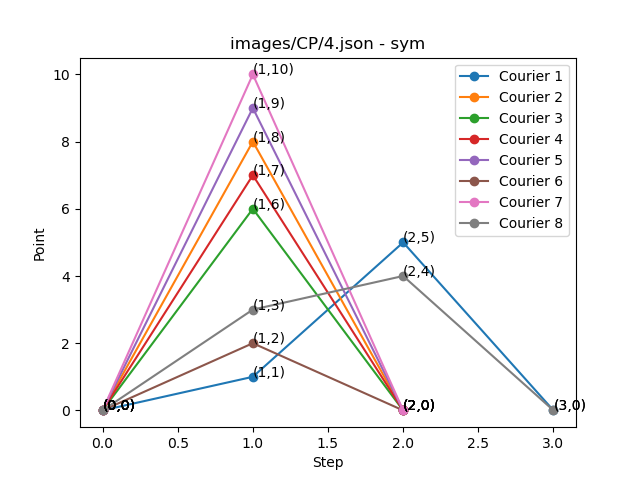 images/CP/4.json - sym
Point
10
8
6
4
2
0
(1,10)
(1,9)
(1,8)
(1,7)
(1,6)
(2,5)
(2,4)
(1,3)
(1,2)
(1,1)
(0,0)
(2,0)
(3,0)
Courier 1
Courier 2
Courier 3
Courier 4
Courier 5
Courier 6
Courier 7
Courier 8
0.0 0.5 1.0 1.5 2.0 2.5 3.0
Step